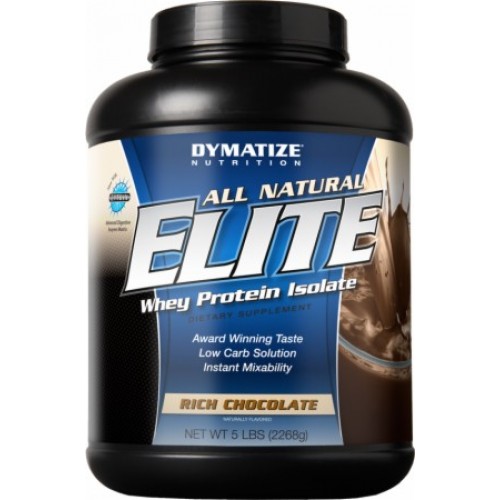 DYMATIZE
NUTRITION
ALL NATURAL
ELITE
Whey Protein Isolate
DIETARY SUPPLEMENT
Award Winning Taste
Low Carb Solution
Instant Mixability
RICH CHOCOLATE
NATURALLY FLAVORED
NET WT 5 LBS (2268g)